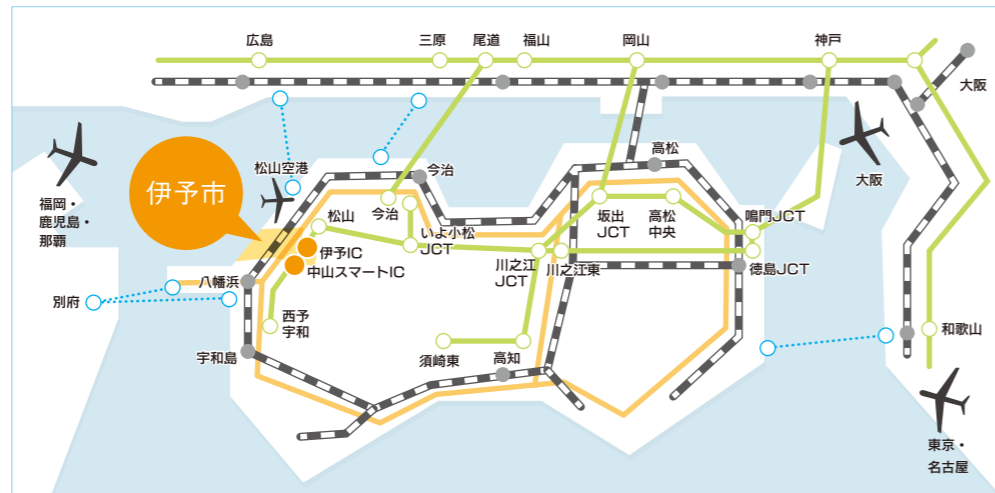 広島
三原
尾道
福山
岡山
神戸
大阪
福岡・
鹿児島・
那覇
伊予市
松山空港
今治
高松
大阪
今治
松山
いよ小松
JCT
坂出
JCT
高松
中央
鳴門JCT
伊予IC
中山スマートIC
川之江
JCT
川之江東
徳島JCT
八幡浜
別府
西予
宇和
宇和島
須崎東
高知
和歌山
東京・
名古屋